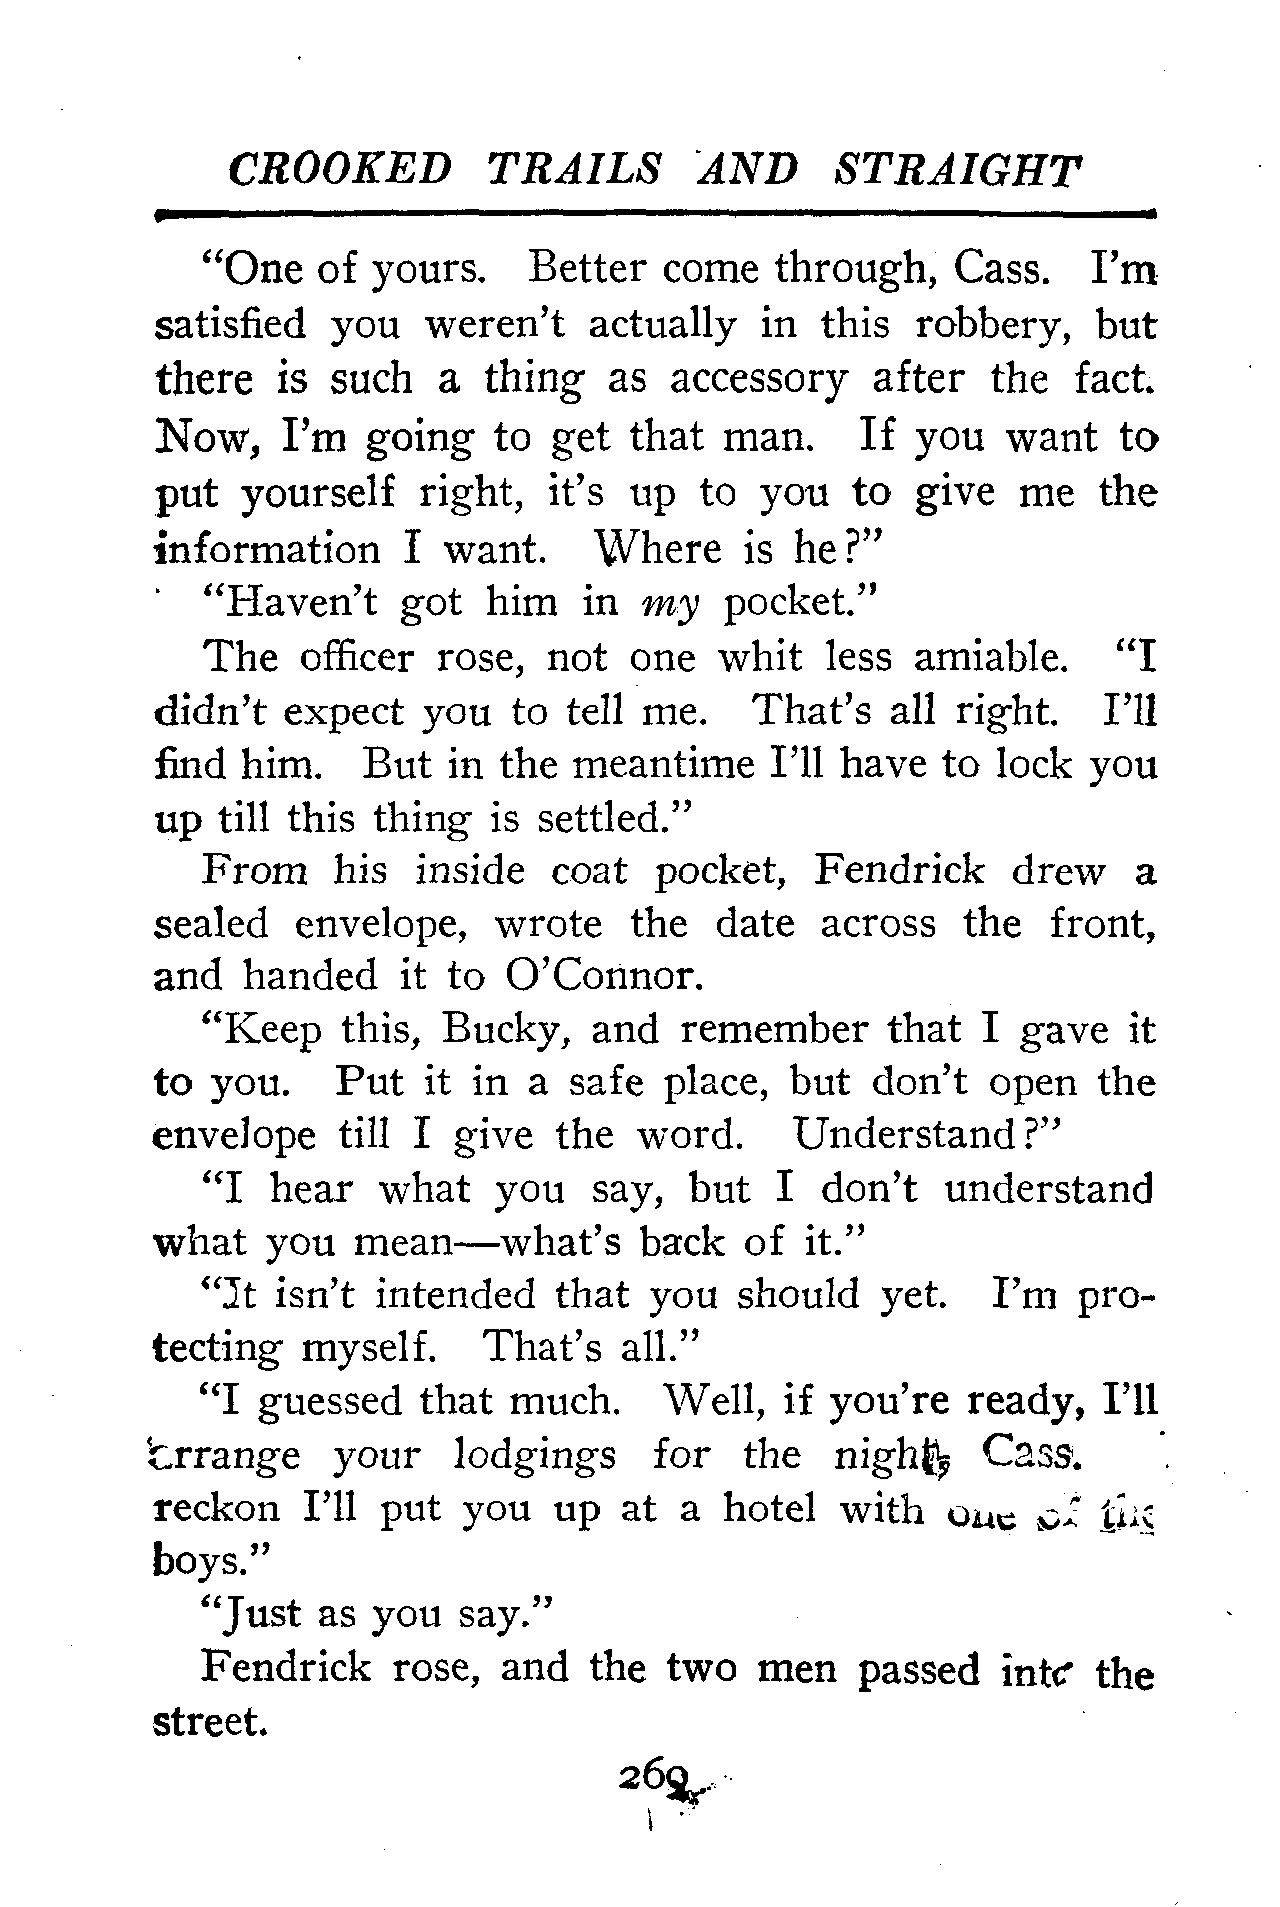 CROOKED TRAILS AND STRAIGHT
"One of yours. Better come through, Cass. I'm
satisfied you weren't actually in this robbery, but
there is such a thing as accessory after the fact.
Now, I'm going to get that man. If you want to
put yourself right, it's up to you to give me the
information I want. Where is he?"
"Haven't got him in my pocket."
The officer rose, not one whit less amiable. "I
didn't expect you to tell me. That's all right. I'll
find him. But in the meantime I'll have to lock you
up till this thing is settled."
From his inside coat pocket, Fendrick drew a
sealed envelope, wrote the date across the front,
and handed it to O'Connor.
"Keep this, Bucky, and remember that I gave it
to you. Put it in a safe place, but don't open the
envelope till I give the word. Understand?"
"I hear what you say, but I don't understand
what you mean—what's back of it."
"It isn't intended that you should yet. I'm pro-
tecting myself. That's all."
"I guessed that much. Well, if you're ready, I'll
arrange your lodgings for the night, Cass.
reckon I'll put you up at a hotel with one of the
boys."
"Just as you say."
Fendrick rose, and the two men passed into the
street.